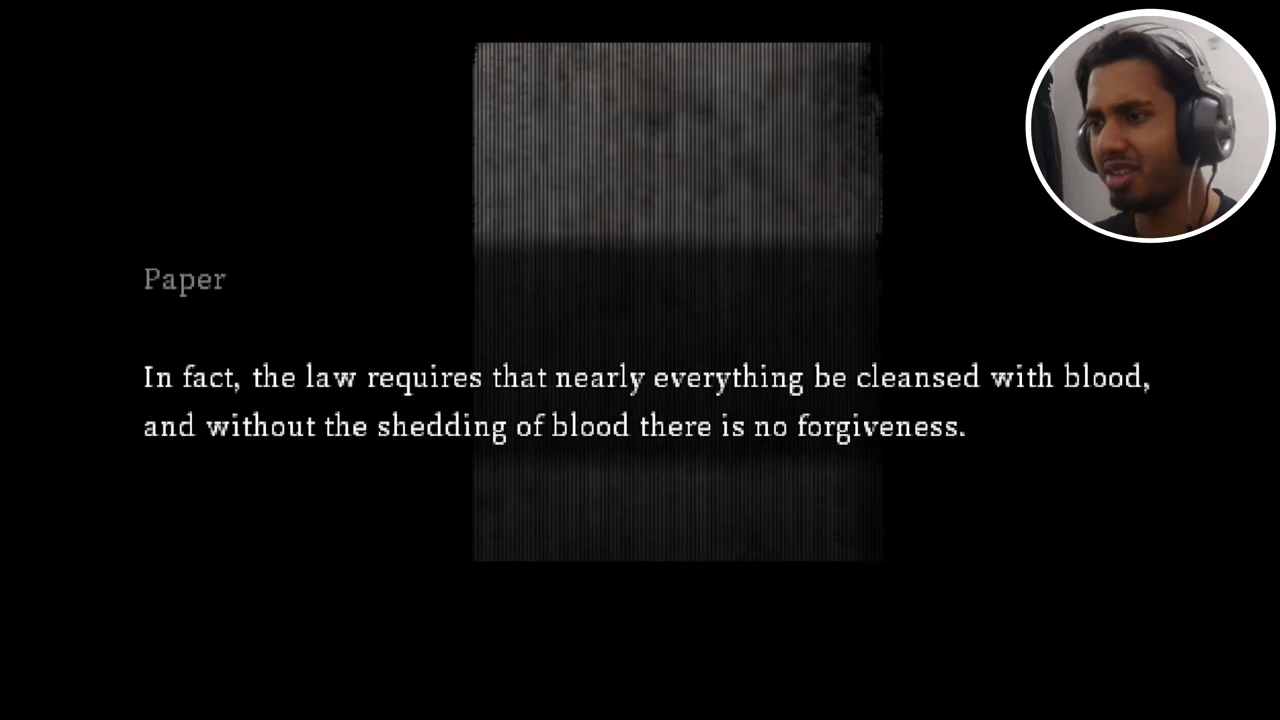 Paper
In fact, the law requires that nearly everything be cleansed with blood,
and without the shedding of blood there is no forgiveness.